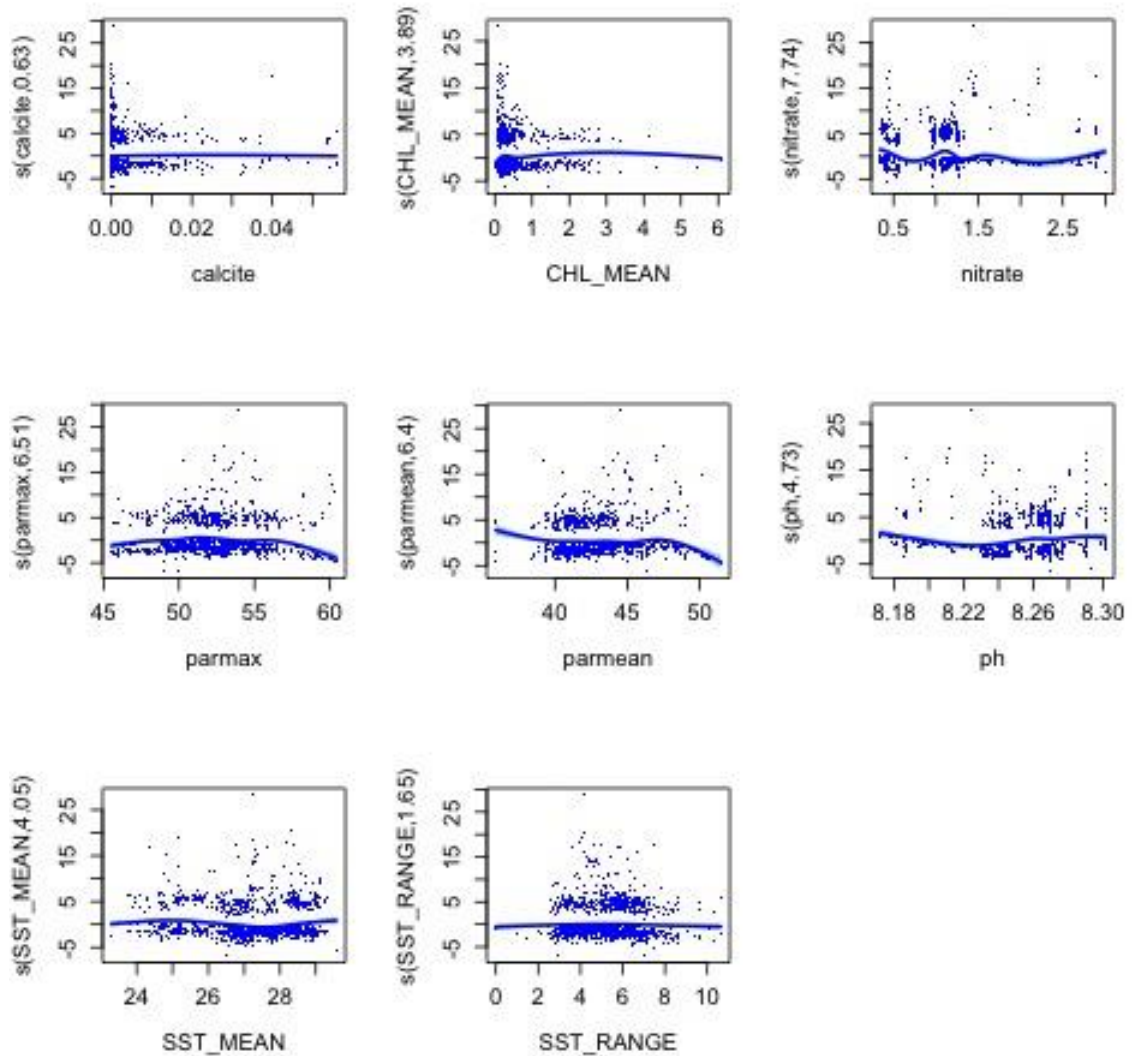 s(calcite,0.63)
25
15
5
-5
0.00 0.02 0.04
calcite
s(CHL_MEAN,3.89)
25
15
5
-5
0 1 2 3 4 5 6
CHL_MEAN
s(nitrate,7.74)
25
15
5
-5
0.5 1.5 2.5
nitrate
s(parmax,6.51)
25
15
5
-5
45 50 55 60
parmax
s(parmean,6.4)
25
15
5
-5
40 45 50
parmean
s(ph,4.73)
25
15
5
-5
8.18 8.22 8.26 8.30
ph
s(SST_MEAN,4.05)
25
15
5
-5
24 26 28
SST_MEAN
s(SST_RANGE,1.65)
25
15
5
-5
0 2 4 6 8 10
SST_RANGE